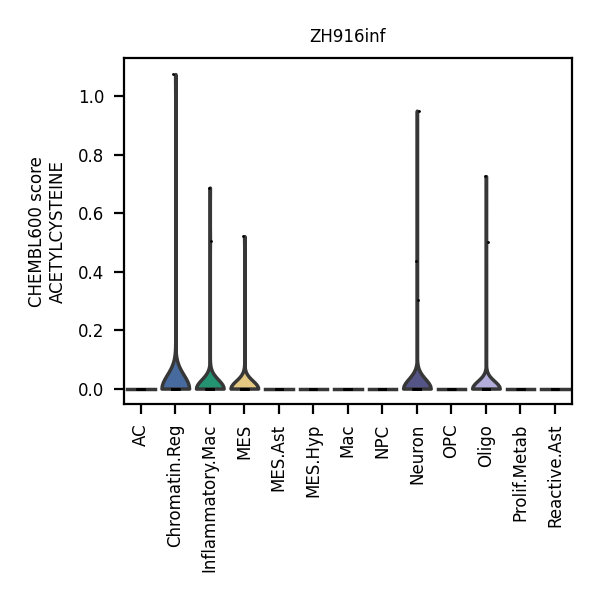 ZH916inf
CHEMBL600 score
ACETYLCYSTEINE
1.0
0.8
0.6
0.4
0.2
0.0
AC
Chromatin.Reg
Inflammatory.Mac
MES
MES.Ast
MES.Hyp
Mac
NPC
Neuron
OPC
Oligo
Prolif.Metab
Reactive.Ast